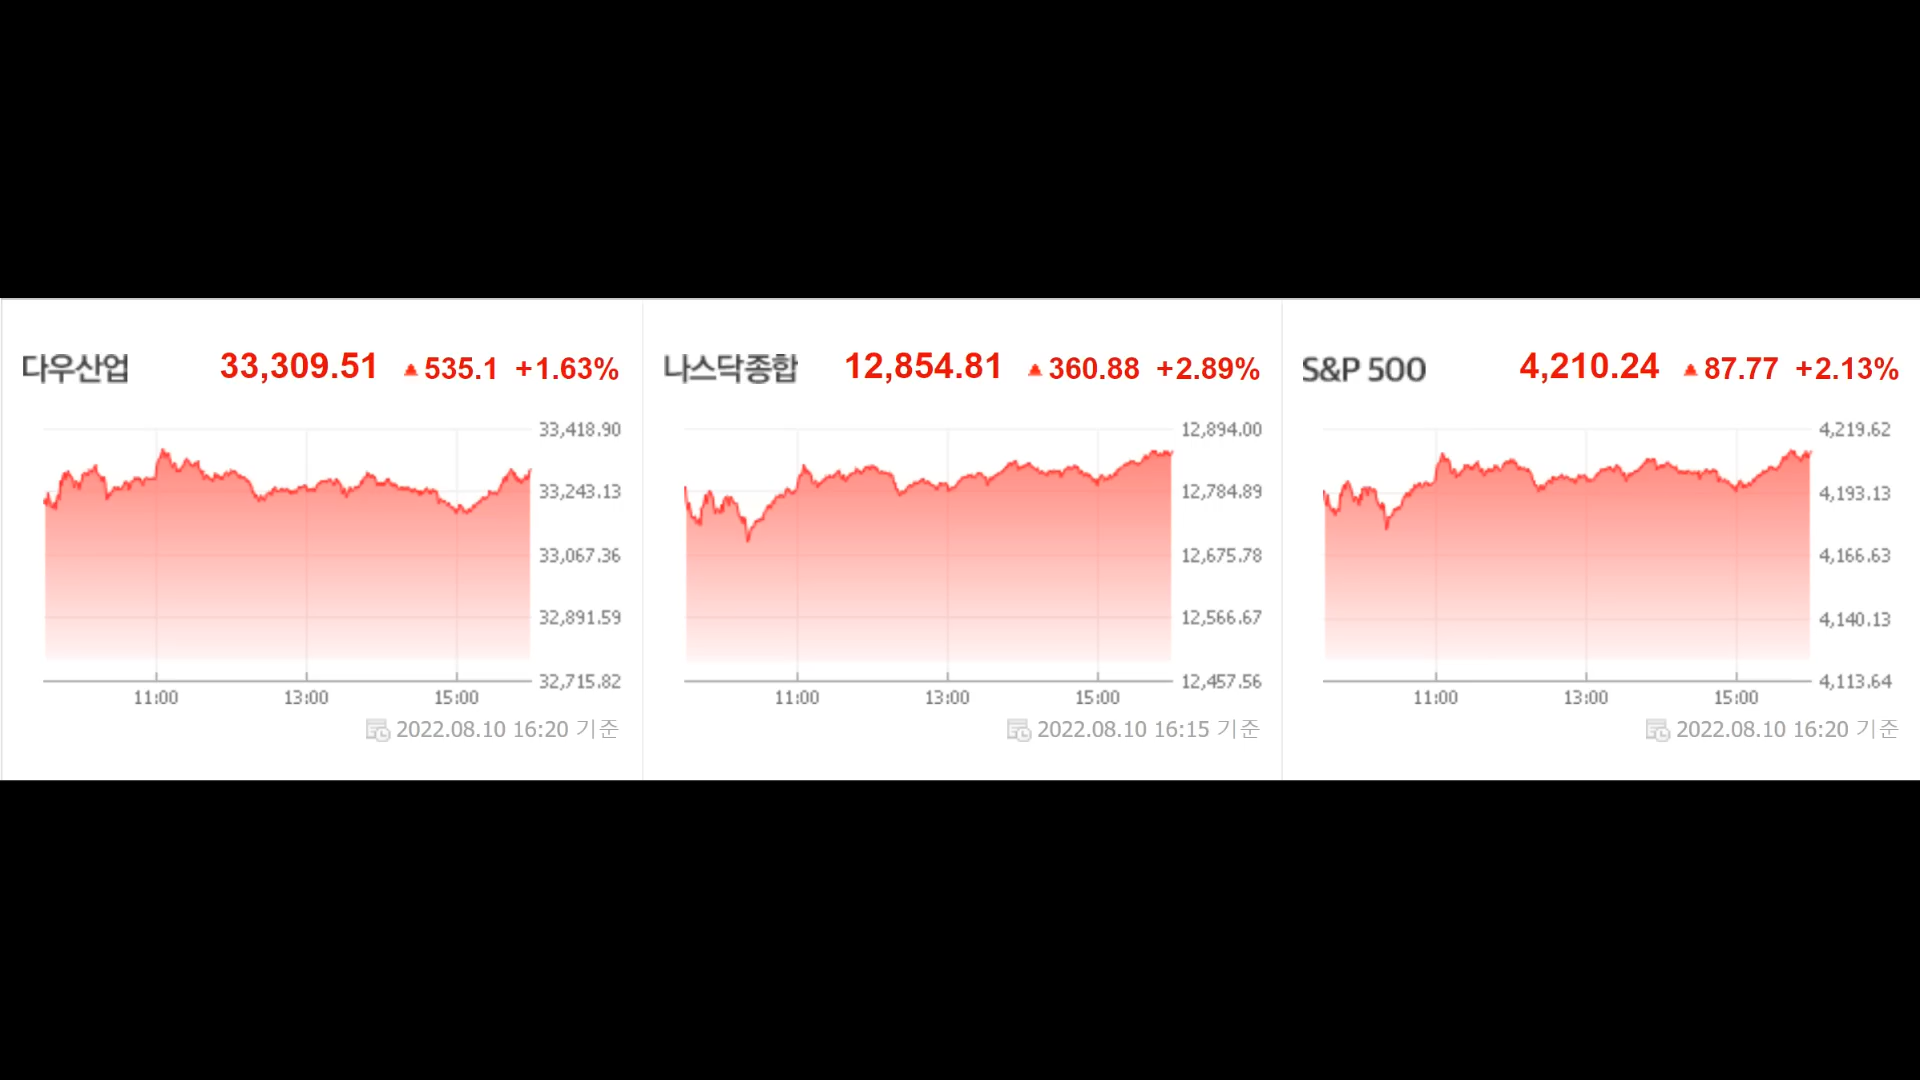 다우산업 33,309.51 ▲535.1 +1.63%
33,418.90
33,243.13
33,067.36
32,891.59
32,715.82
11:00 13:00 15:00
2022.08.10 16:20 기준
나스닥종합 12,854.81 ▲360.88 +2.89%
12,894.00
12,784.89
12,675.78
12,566.67
12,457.56
11:00 13:00 15:00
2022.08.10 16:15 기준
S&P 500 4,210.24 ▲87.77 +2.13%
4,219.62
4,193.13
4,166.63
4,140.13
4,113.64
11:00 13:00 15:00
2022.08.10 16:20 기준